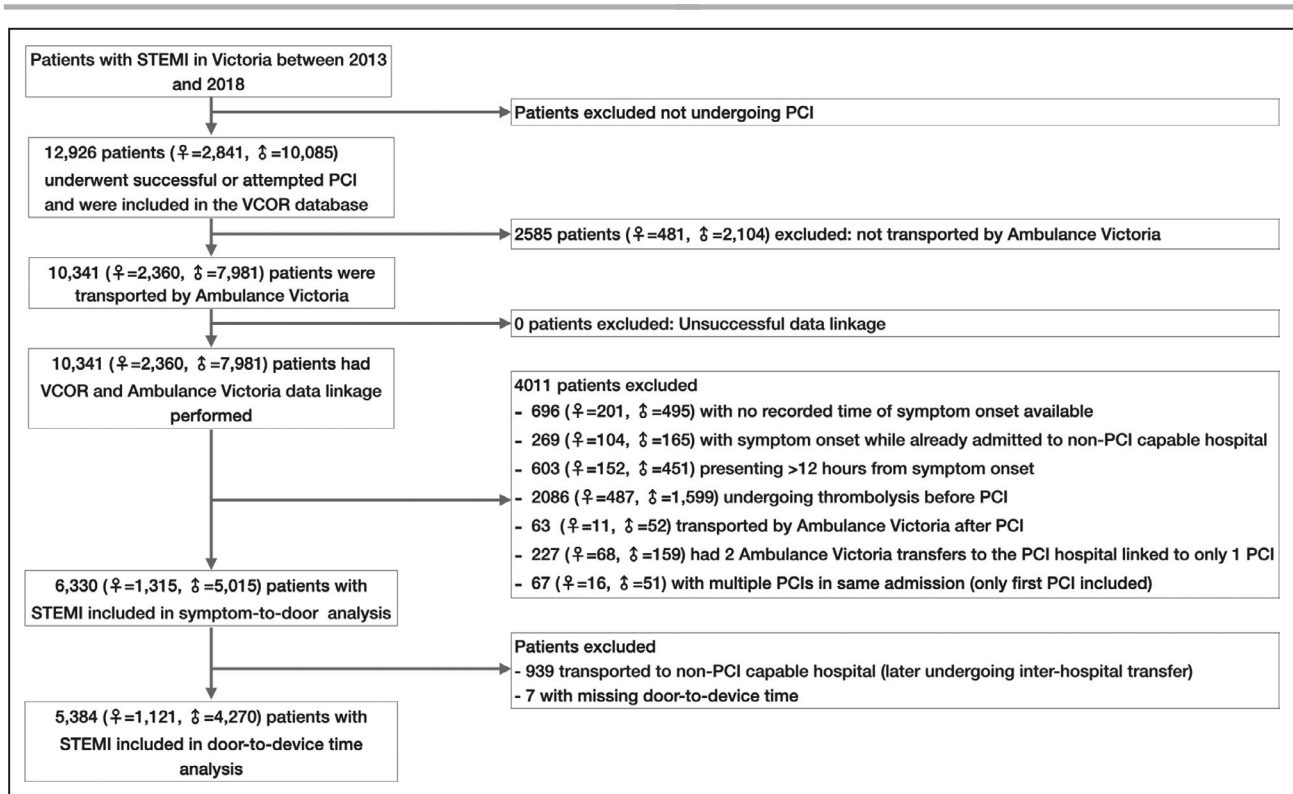 Patients with STEMI in Victoria between 2013
and 2018
Patients excluded not undergoing PCI
12,926 patients (♀=2,841, ♂=10,085)
underwent successful or attempted PCI
and were included in the VCOR database
2585 patients (♀=481, ♂=2,104) excluded: not transported by Ambulance Victoria
10,341 (♀=2,360, ♂=7,981) patients were
transported by Ambulance Victoria
0 patients excluded: Unsuccessful data linkage
10,341 (♀=2,360, ♂=7,981) patients had
VCOR and Ambulance Victoria data linkage
performed
4011 patients excluded
- 696 (♀=201, ♂=495) with no recorded time of symptom onset available
- 269 (♀=104, ♂=165) with symptom onset while already admitted to non-PCI capable hospital
- 603 (♀=152, ♂=451) presenting >12 hours from symptom onset
- 2086 (♀=487, ♂=1,599) undergoing thrombolysis before PCI
- 63 (♀=11, ♂=52) transported by Ambulance Victoria after PCI
- 227 (♀=68, ♂=159) had 2 Ambulance Victoria transfers to the PCI hospital linked to only 1 PCI
- 67 (♀=16, ♂=51) with multiple PCIs in same admission (only first PCI included)
6,330 (♀=1,315, ♂=5,015) patients with
STEMI included in symptom-to-door analysis
Patients excluded
- 939 transported to non-PCI capable hospital (later undergoing inter-hospital transfer)
- 7 with missing door-to-device time
5,384 (♀=1,121, ♂=4,270) patients with
STEMI included in door-to-device time
analysis